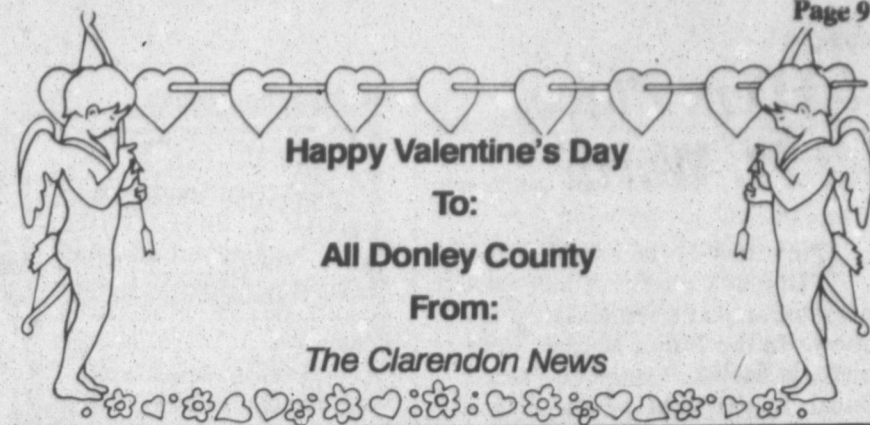 Page 9
Happy Valentine's Day
To:
All Donley County
From:
The Clarendon News